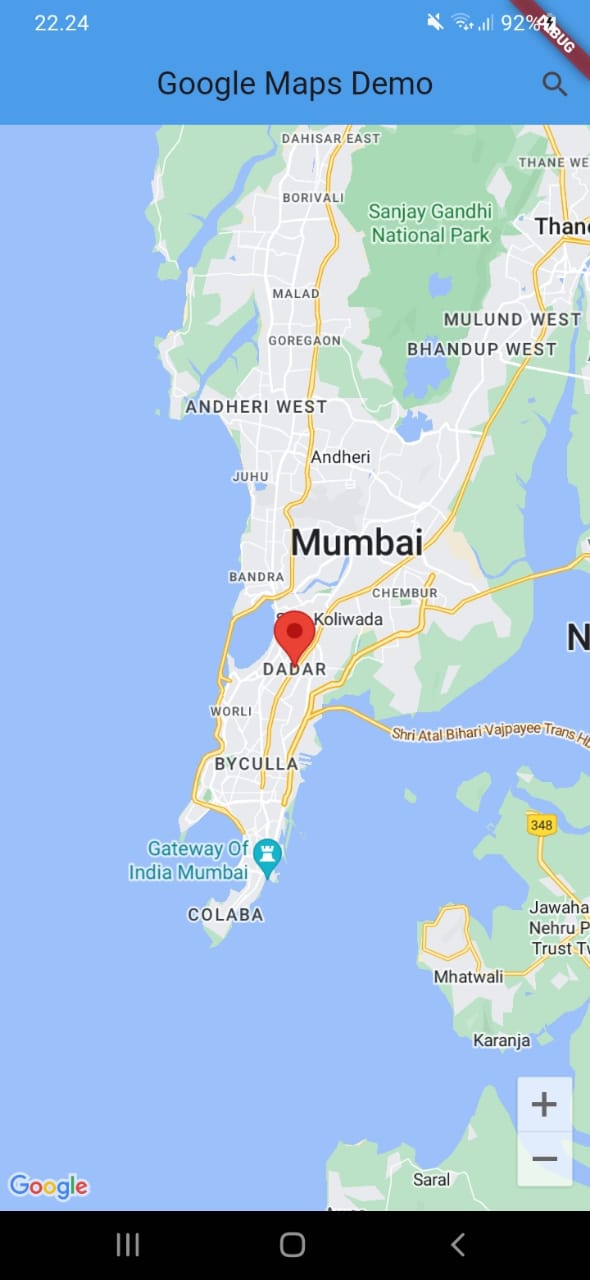 22.24
92%
Google Maps Demo
DAHISAR EAST
THANE WE
BORIVALI
Sanjay Gandhi
National Park
Thane
MALAD
MULUND WEST
GOREGAON
BHANDUP WEST
ANDHERI WEST
Andheri
JUHU
Mumbai
BANDRA
CHEMBUR
Koliwada
N
DADAR
WORLI
Shri Atal Bihari Vajpayee Trans Ha
BYCULLA
348
Gateway Of
India Mumbai
Jawaha
Nehru P
Trust T
COLABA
Mhatwali
Karanja
+
−
Saral
Google